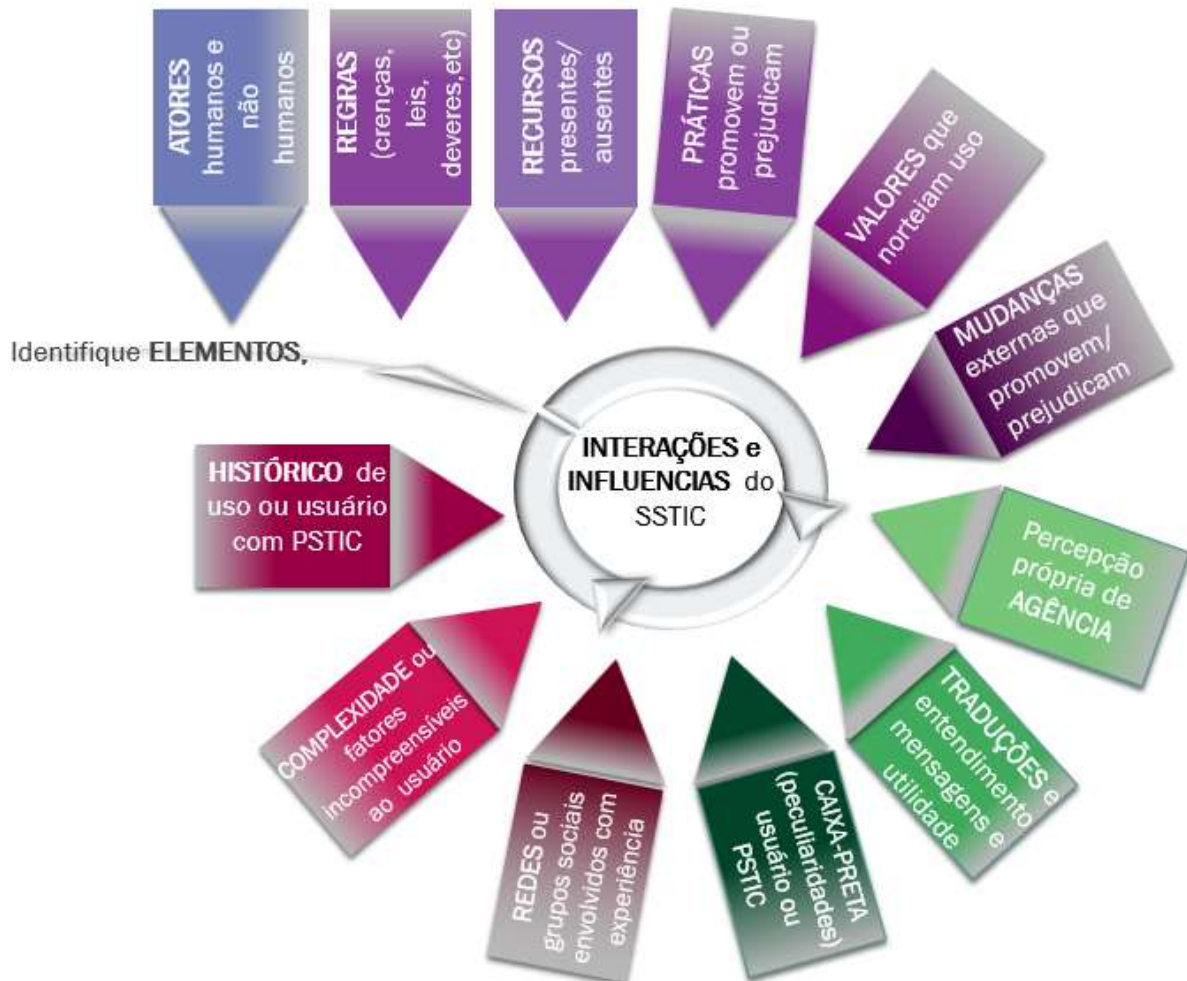 ATORES
humanos e
não
humanos
REGRAS
(crenças,
leis,
deveres,etc)
RECURSOS
presentes/
ausentes
PRÁTICAS
promovem ou
prejudicam
VALORES que
norteiam uso
MUDANÇAS
externas que
promovem/
prejudicam
Identifique ELEMENTOS,
INTERAÇÕES e
INFLUENCIAS do
SSTIC
HISTÓRICO de
uso ou usuário
com PSTIC
Percepção
própria de
AGÊNCIA
TRADUÇÕES e
entendimento
mensagens e
utilidade
CAIXA-PRETA
(peculiaridades)
usuário ou
PSTIC
REDES ou
grupos sociais
envolvidos com
experiência
COMPLEXIDADE ou
fatores
incompreensíveis
ao usuário